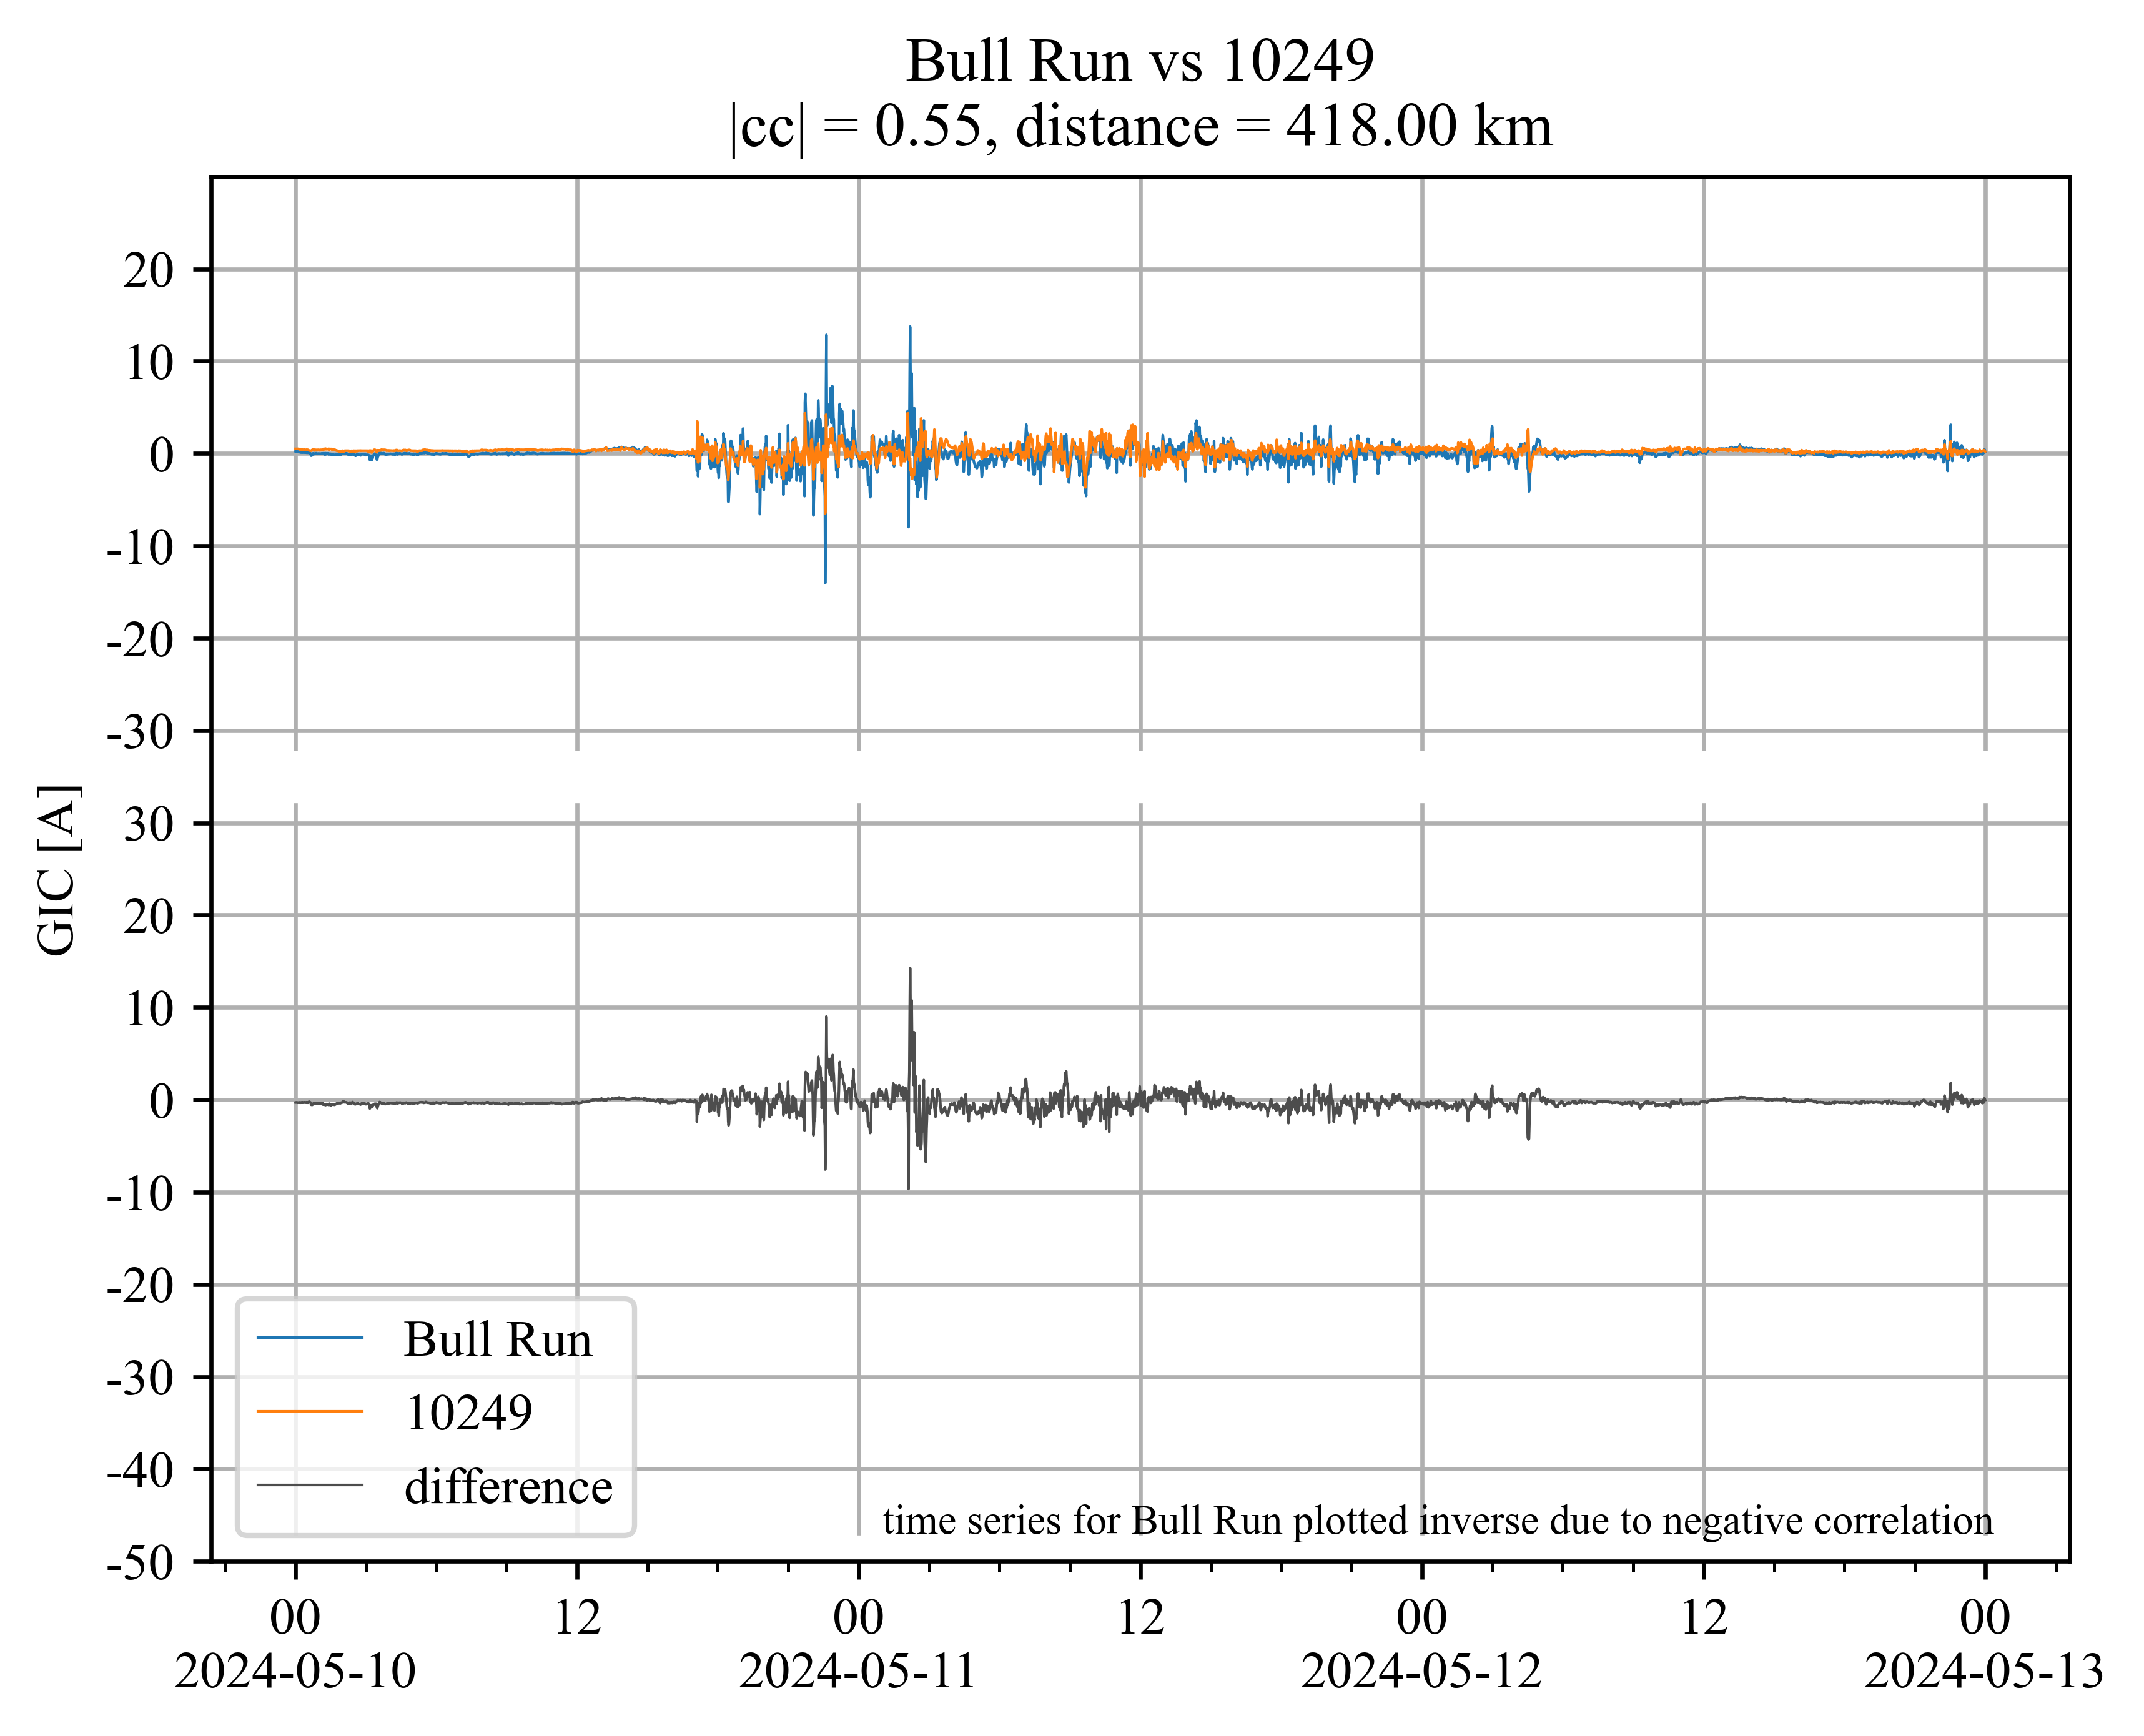 Bull Run vs 10249
|cc| = 0.55, distance = 418.00 km
20
10
0
-10
-20
-30
30
20
10
0
-10
-20
-30
-40
-50
GIC [A]
Bull Run
10249
difference
time series for Bull Run plotted inverse due to negative correlation
00 12 00 12 00 12 00
2024-05-10 2024-05-11 2024-05-12 2024-05-13